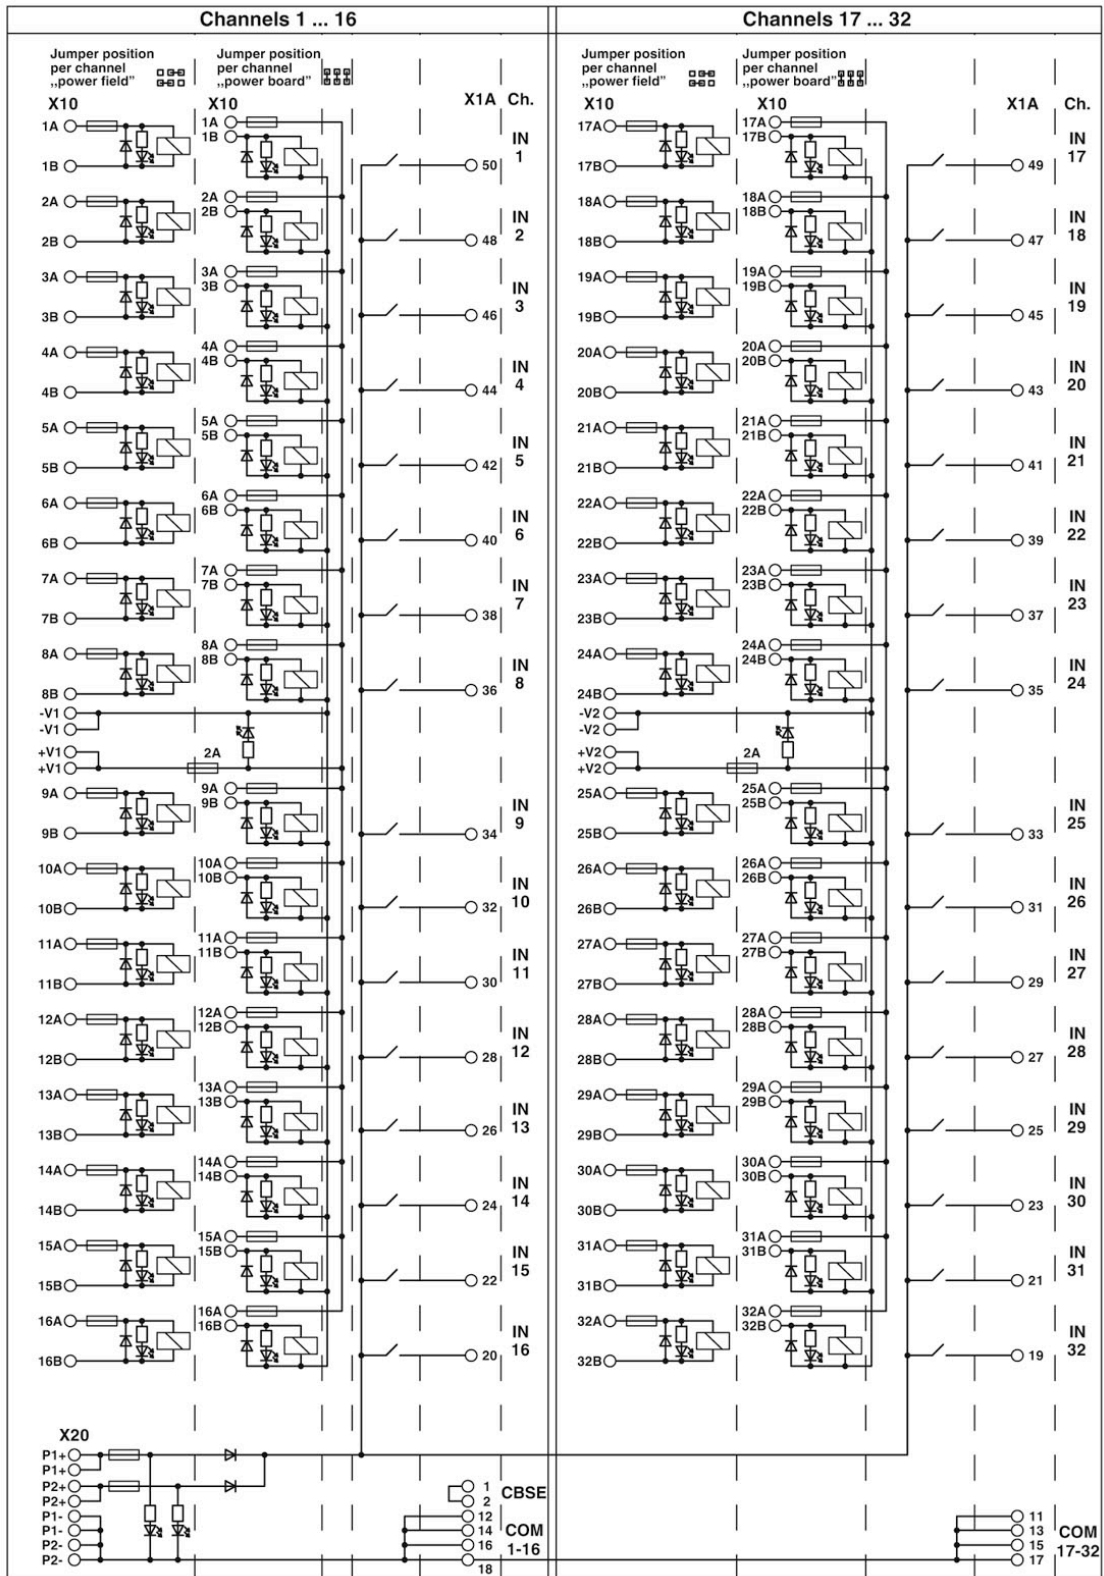 Channels 1 ... 16
Channels 17 ... 32
Jumper position
per channel
„power field”
Jumper position
per channel
„power board”
X10
X10
X1A Ch.
1A
1B
1A
1B
50
IN
1
2A
2B
2A
2B
48
IN
2
3A
3B
3A
3B
46
IN
3
4A
4B
4A
4B
44
IN
4
5A
5B
5A
5B
42
IN
5
6A
6B
6A
6B
40
IN
6
7A
7B
7A
7B
38
IN
7
8A
8B
8A
8B
36
IN
8
-V1
-V1
+V1
+V1
2A
9A
9B
9A
9B
34
IN
9
10A
10B
10A
10B
32
IN
10
11A
11B
11A
11B
30
IN
11
12A
12B
12A
12B
28
IN
12
13A
13B
13A
13B
26
IN
13
14A
14B
14A
14B
24
IN
14
15A
15B
15A
15B
22
IN
15
16A
16B
16A
16B
20
IN
16
Jumper position
per channel
„power field”
Jumper position
per channel
„power board”
X10
X10
X1A Ch.
17A
17B
17A
17B
49
IN
17
18A
18B
18A
18B
47
IN
18
19A
19B
19A
19B
45
IN
19
20A
20B
20A
20B
43
IN
20
21A
21B
21A
21B
41
IN
21
22A
22B
22A
22B
39
IN
22
23A
23B
23A
23B
37
IN
23
24A
24B
24A
24B
35
IN
24
-V2
-V2
+V2
+V2
2A
25A
25B
25A
25B
33
IN
25
26A
26B
26A
26B
31
IN
26
27A
27B
27A
27B
29
IN
27
28A
28B
28A
28B
27
IN
28
29A
29B
29A
29B
25
IN
29
30A
30B
30A
30B
23
IN
30
31A
31B
31A
31B
21
IN
31
32A
32B
32A
32B
19
IN
32
X20
P1+
P1+
P2+
P2+
P1-
P1-
P2-
P2-
1
2
CBSE
12
14
16
18
COM
1-16
11
13
15
17
COM
17-32